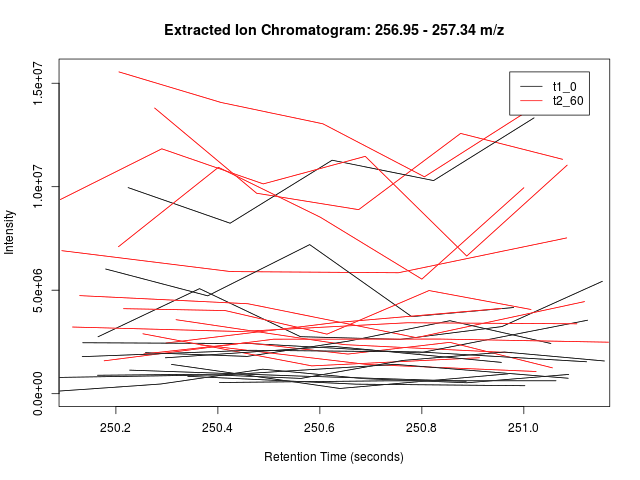 Extracted Ion Chromatogram: 256.95 - 257.34 m/z
t1_0
t2_60
Intensity
1.5e+07
1.0e+07
5.0e+06
0.0e+00
250.2 250.4 250.6 250.8 251.0
Retention Time (seconds)